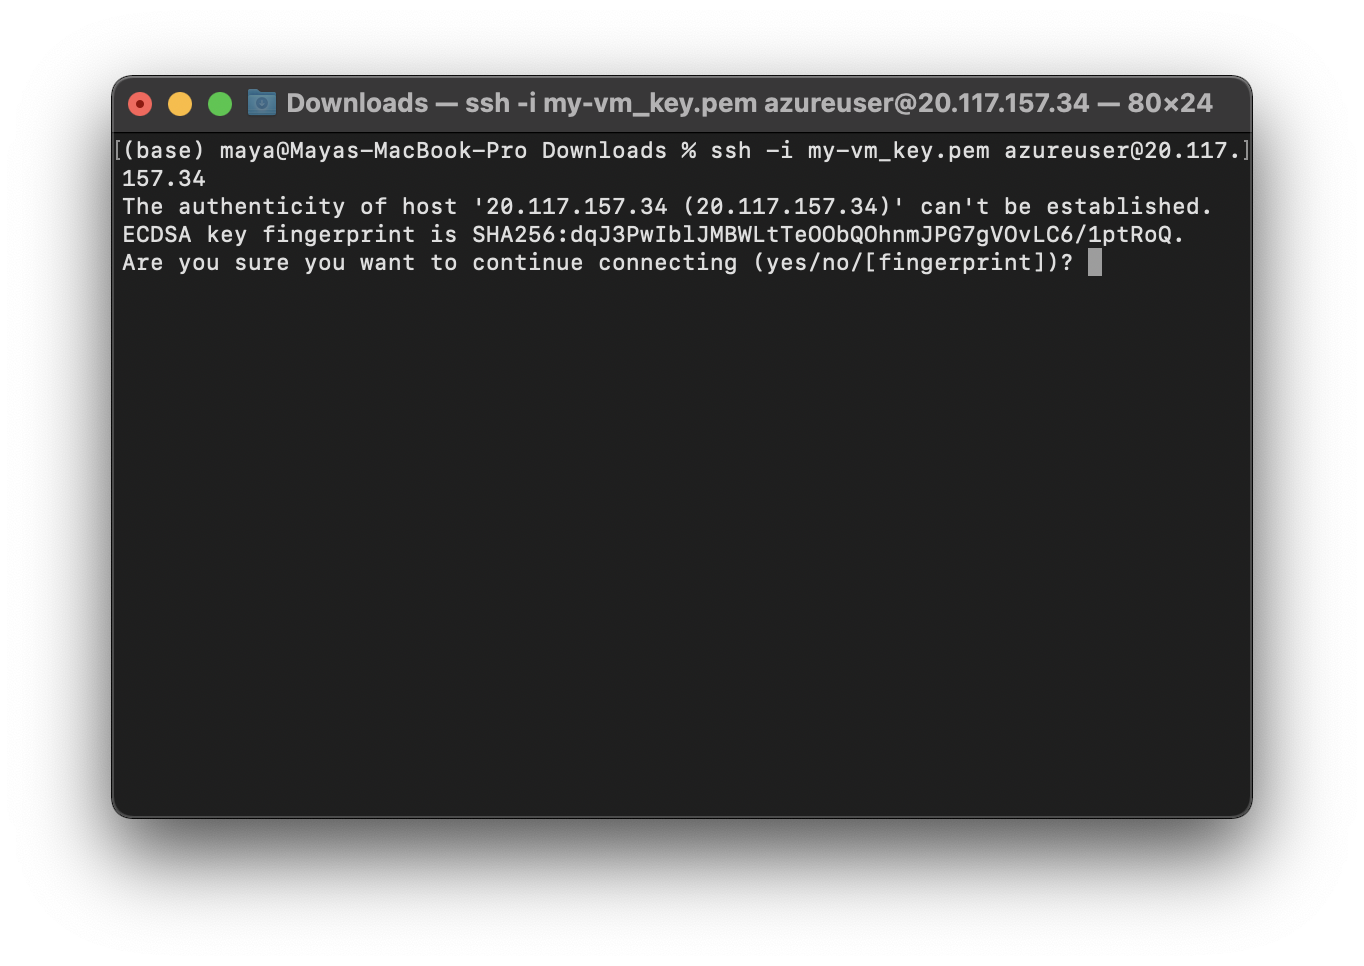 Downloads — ssh -i my-vm_key.pem azureuser@20.117.157.34 — 80×24
[(base) maya@Mayas-MacBook-Pro Downloads % ssh -i my-vm_key.pem azureuser@20.117.]
157.34
The authenticity of host '20.117.157.34 (20.117.157.34)' can't be established.
ECDSA key fingerprint is SHA256:dqJ3PwIblJMBWLtTeOObQOhnmJPG7gVOvLC6/1ptRoQ.
Are you sure you want to continue connecting (yes/no/[fingerprint])?